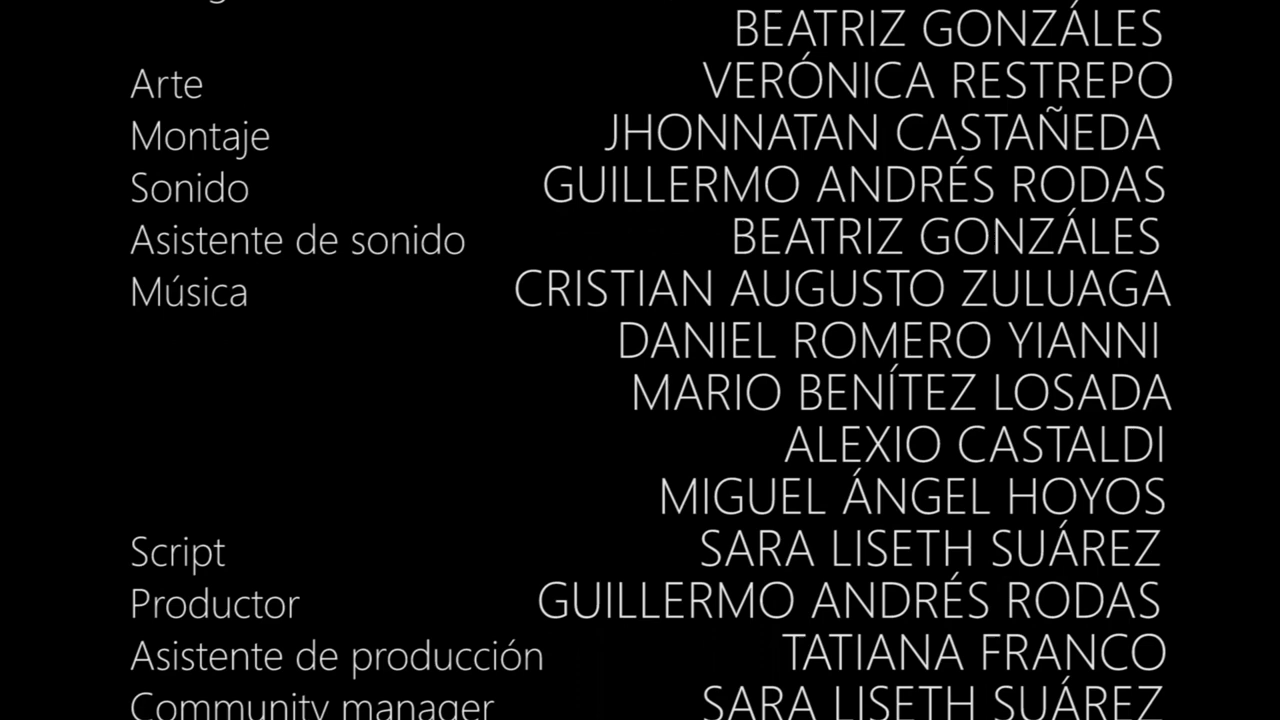 BEATRIZ GONZÁLES
Arte VERÓNICA RESTREPO
Montaje JHONNATAN CASTAÑEDA
Sonido GUILLERMO ANDRÉS RODAS
Asistente de sonido BEATRIZ GONZÁLES
Música CRISTIAN AUGUSTO ZULUAGA
DANIEL ROMERO YIANNI
MARIO BENÍTEZ LOSADA
ALEXIO CASTALDI
MIGUEL ÁNGEL HOYOS
Script SARA LISETH SUÁREZ
Productor GUILLERMO ANDRÉS RODAS
Asistente de producción TATIANA FRANCO
Community manager SARA LISETH SUÁREZ